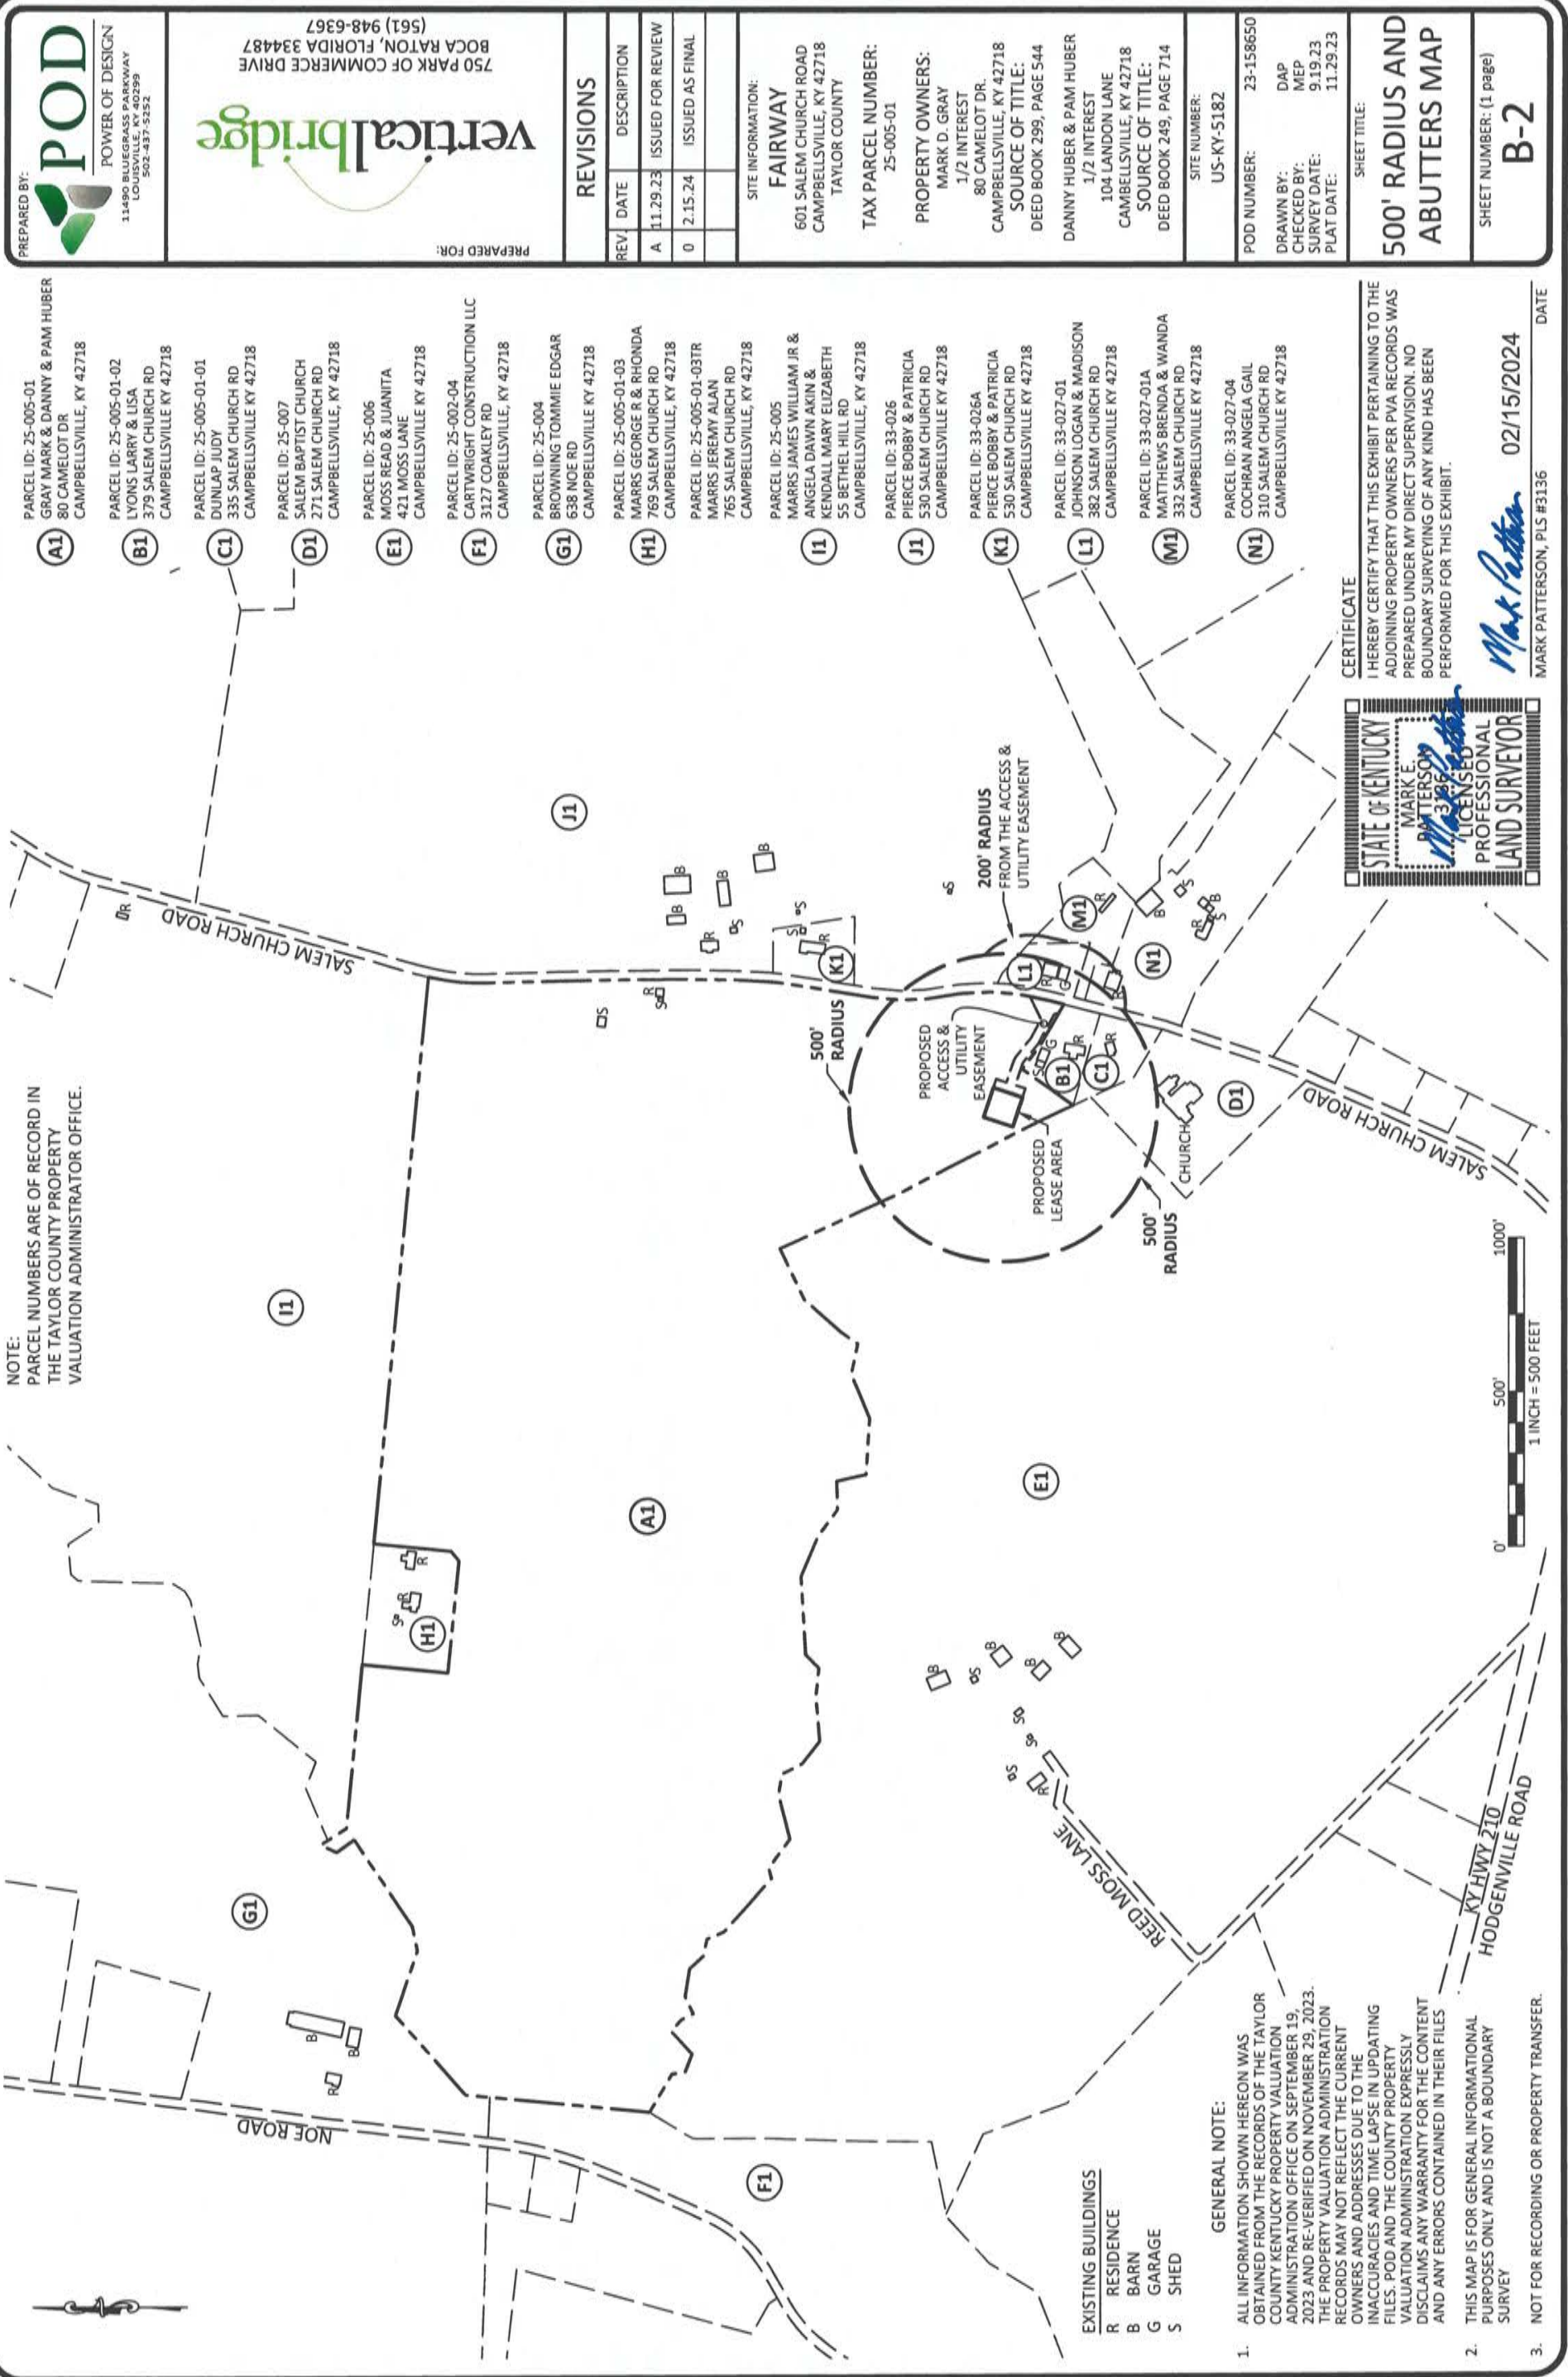 NOTE:
PARCEL NUMBERS ARE OF RECORD IN
THE TAYLOR COUNTY PROPERTY
VALUATION ADMINISTRATOR OFFICE.
A1
PARCEL ID: 25-005-01
GRAY MARK & DANNY & PAM HUBER
80 CAMELOT DR
CAMPBELLSVILLE, KY 42718
B1
PARCEL ID: 25-005-01-02
LYONS LARRY & LISA
379 SALEM CHURCH RD
CAMPBELLSVILLE KY 42718
C1
PARCEL ID: 25-005-01-01
DUNLAP JUDY
335 SALEM CHURCH RD
CAMPBELLSVILLE KY 42718
D1
PARCEL ID: 25-007
SALEM BAPTIST CHURCH
271 SALEM CHURCH RD
CAMPBELLSVILLE, KY 42718
E1
PARCEL ID: 25-006
MOSS READ & JUANITA
421 MOSS LANE
CAMPBELLSVILLE KY 42718
F1
PARCEL ID: 25-002-04
CARTWRIGHT CONSTRUCTION LLC
3127 COAKLEY RD
CAMPBELLSVILLE, KY 42718
G1
PARCEL ID: 25-004
BROWNING TOMMIE EDGAR
638 NOE RD
CAMPBELLSVILLE KY 42718
H1
PARCEL ID: 25-005-01-03
MARRS GEORGE R & RHONDA
769 SALEM CHURCH RD
CAMPBELLSVILLE, KY 42718
PARCEL ID: 25-005-01-03TR
MARRS JEREMY ALAN
765 SALEM CHURCH RD
CAMPBELLSVILLE, KY 42718
I1
PARCEL ID: 25-005
MARRS JAMES WILLIAM JR &
ANGELA DAWN AKIN &
KENDALL MARY ELIZABETH
55 BETHEL HILL RD
CAMPBELLSVILLE KY 42718
J1
PARCEL ID: 33-026
PIERCE BOBBY & PATRICIA
530 SALEM CHURCH RD
CAMPBELLSVILLE KY 42718
K1
PARCEL ID: 33-026A
PIERCE BOBBY & PATRICIA
530 SALEM CHURCH RD
CAMPBELLSVILLE KY 42718
L1
PARCEL ID: 33-027-01
JOHNSON LOGAN & MADISON
382 SALEM CHURCH RD
CAMPBELLSVILLE KY 42718
M1
PARCEL ID: 33-027-01A
MATTHEWS BRENDA & WANDA
332 SALEM CHURCH RD
CAMPBELLSVILLE KY 42718
N1
PARCEL ID: 33-027-04
COCHRAN ANGELA GAIL
310 SALEM CHURCH RD
CAMPBELLSVILLE KY 42718
NOE ROAD
G1
R
B
B
I1
H1
S
R
R
A1
F1
E1
SALEM CHURCH ROAD
R
J1
S
S
R
B
B
B
B
R
S
K1
R
S
S
S
500'
RADIUS
200' RADIUS
FROM THE ACCESS &
UTILITY EASEMENT
PROPOSED
ACCESS &
UTILITY
EASEMENT
PROPOSED
LEASE AREA
L1
R
G
M1
R
N1
R
B
S
R
S
B
S
G
B1
R
C1
R
D1
CHURCH
500'
RADIUS
SALEM CHURCH ROAD
B
S
B
B
B
S
S
S
R
REED MOSS LANE
KY HWY 210
HODGENVILLE ROAD
0'
500'
1000'
1 INCH = 500 FEET
EXISTING BUILDINGS
R RESIDENCE
B BARN
G GARAGE
S SHED
GENERAL NOTE:
1. ALL INFORMATION SHOWN HEREON WAS
OBTAINED FROM THE RECORDS OF THE TAYLOR
COUNTY KENTUCKY PROPERTY VALUATION
ADMINISTRATION OFFICE ON SEPTEMBER 19,
2023 AND RE-VERIFIED ON NOVEMBER 29, 2023.
THE PROPERTY VALUATION ADMINISTRATION
RECORDS MAY NOT REFLECT THE CURRENT
OWNERS AND ADDRESSES DUE TO THE
INACCURACIES AND TIME LAPSE IN UPDATING
FILES. POD AND THE COUNTY PROPERTY
VALUATION ADMINISTRATION EXPRESSLY
DISCLAIMS ANY WARRANTY FOR THE CONTENT
AND ANY ERRORS CONTAINED IN THEIR FILES
2. THIS MAP IS FOR GENERAL INFORMATIONAL
PURPOSES ONLY AND IS NOT A BOUNDARY
SURVEY
3. NOT FOR RECORDING OR PROPERTY TRANSFER.
STATE OF KENTUCKY
MARK E.
PATTERSON
3136
LICENSED
PROFESSIONAL
LAND SURVEYOR
Mark Patterson
CERTIFICATE
I HEREBY CERTIFY THAT THIS EXHIBIT PERTAINING TO THE
ADJOINING PROPERTY OWNERS PER PVA RECORDS WAS
PREPARED UNDER MY DIRECT SUPERVISION. NO
BOUNDARY SURVEYING OF ANY KIND HAS BEEN
PERFORMED FOR THIS EXHIBIT.
Mark Patterson 02/15/2024
MARK PATTERSON, PLS #3136 DATE
PREPARED BY:
POD
POWER OF DESIGN
11490 BLUEGRASS PARKWAY
LOUISVILLE, KY 40299
502-437-5252
PREPARED FOR:
verticalbridge
750 PARK OF COMMERCE DRIVE
BOCA RATON, FLORIDA 334487
(561) 948-6367
REVISIONS
REV. DATE DESCRIPTION
A 11.29.23 ISSUED FOR REVIEW
0 2.15.24 ISSUED AS FINAL
SITE INFORMATION:
FAIRWAY
601 SALEM CHURCH ROAD
CAMPBELLSVILLE, KY 42718
TAYLOR COUNTY
TAX PARCEL NUMBER:
25-005-01
PROPERTY OWNERS:
MARK D. GRAY
1/2 INTEREST
80 CAMELOT DR.
CAMPBELLSVILLE, KY 42718
SOURCE OF TITLE:
DEED BOOK 299, PAGE 544
DANNY HUBER & PAM HUBER
1/2 INTEREST
104 LANDON LANE
CAMBELLSVILLE, KY 42718
SOURCE OF TITLE:
DEED BOOK 249, PAGE 714
SITE NUMBER:
US-KY-5182
POD NUMBER: 23-158650
DRAWN BY: DAP
CHECKED BY: MEP
SURVEY DATE: 9.19.23
PLAT DATE: 11.29.23
SHEET TITLE:
500' RADIUS AND
ABUTTERS MAP
SHEET NUMBER: (1 page)
B-2